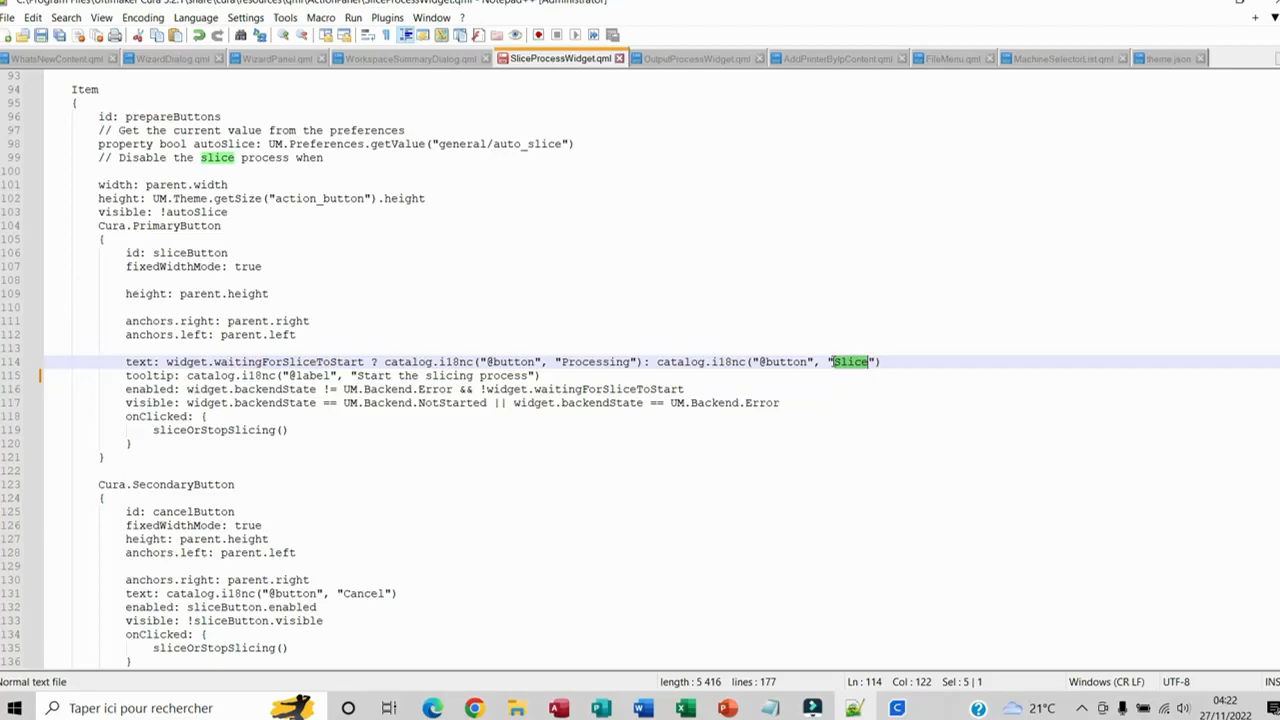 C:\Program Files\Ultimaker Cura 5.2.1\share\cura\resources\qml\ActionPanel\SliceProcessWidget.qml - Notepad++ [Administrator]
File Edit Search View Encoding Language Settings Tools Macro Run Plugins Window ?
WhatsNewContent.qml WizardDialog.qml WizardPanel.qml WorkspaceSummaryDialog.qml SliceProcessWidget.qml OutputProcessWidget.qml AddPrinterByIpContent.qml FileMenu.qml MachineSelectorList.qml theme.json
93
94 Item
95 {
96 id: prepareButtons
97 // Get the current value from the preferences
98 property bool autoSlice: UM.Preferences.getValue("general/auto_slice")
99 // Disable the slice process when
100
101 width: parent.width
102 height: UM.Theme.getSize("action_button").height
103 visible: !autoSlice
104 Cura.PrimaryButton
105 {
106 id: sliceButton
107 fixedWidthMode: true
108
109 height: parent.height
110
111 anchors.right: parent.right
112 anchors.left: parent.left
113
114 text: widget.waitingForSliceToStart ? catalog.i18nc("@button", "Processing"): catalog.i18nc("@button", "Slice")
115 tooltip: catalog.i18nc("@label", "Start the slicing process")
116 enabled: widget.backendState != UM.Backend.Error && !widget.waitingForSliceToStart
117 visible: widget.backendState == UM.Backend.NotStarted || widget.backendState == UM.Backend.Error
118 onClicked: {
119 sliceOrStopSlicing()
120 }
121 }
122
123 Cura.SecondaryButton
124 {
125 id: cancelButton
126 fixedWidthMode: true
127 height: parent.height
128 anchors.left: parent.left
129
130 anchors.right: parent.right
131 text: catalog.i18nc("@button", "Cancel")
132 enabled: sliceButton.enabled
133 visible: !sliceButton.visible
134 onClicked: {
135 sliceOrStopSlicing()
136 }
Normal text file length : 5 416 lines : 177 Ln : 114 Col : 122 Sel : 5 | 1 Windows (CR LF) UTF-8 INS
Taper ici pour rechercher 21°C 04:22
27/11/2022